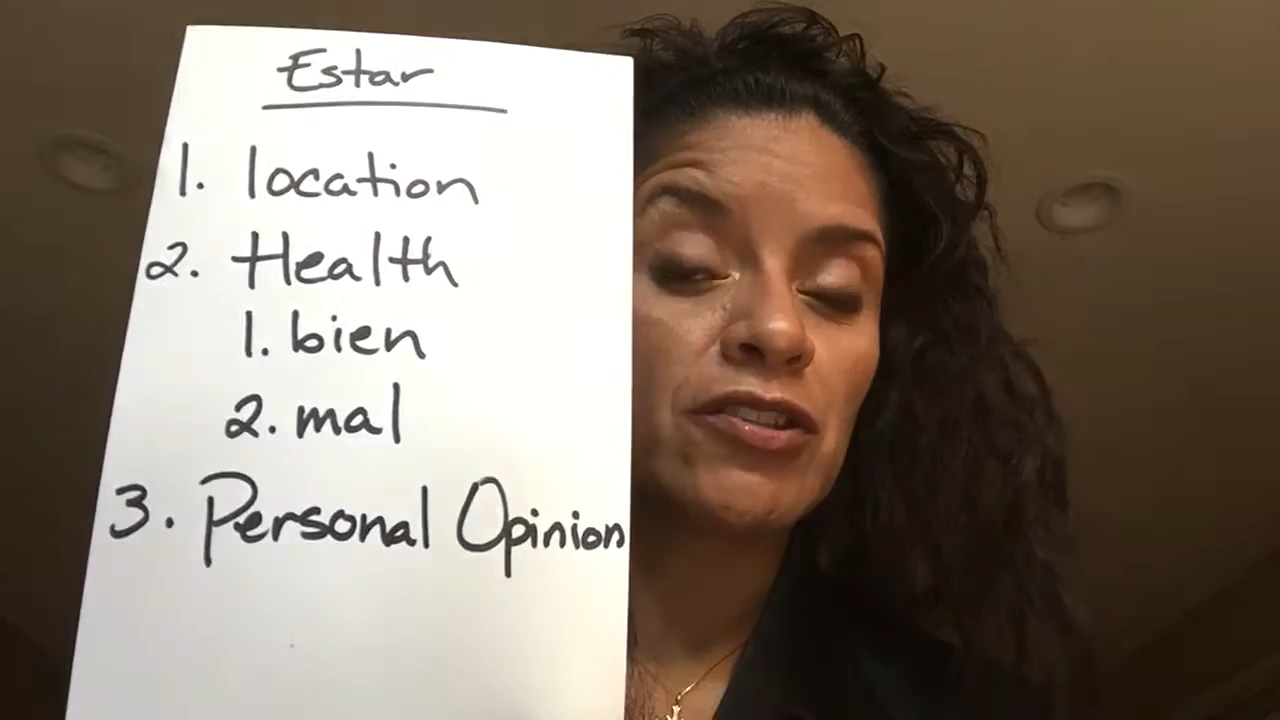 Estar
1. location
2. Health
1. bien
2. mal
3. Personal Opinion